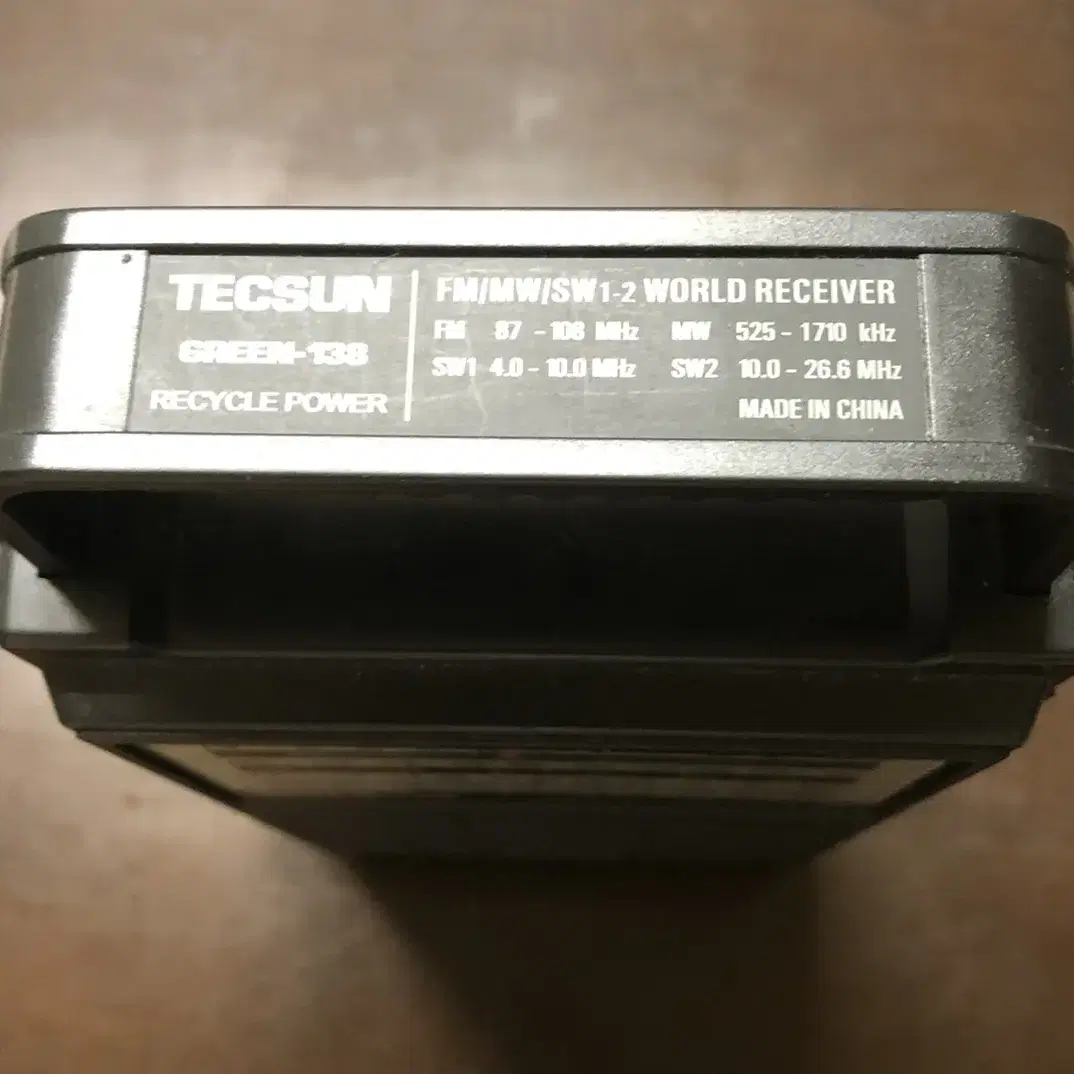 TECSUN
GREEN-138
RECYCLE POWER
FM/MW/SW1-2 WORLD RECEIVER
FM 87 - 108 MHz MW 525 - 1710 kHz
SW1 4.0 - 10.0 MHz SW2 10.0 - 26.6 MHz
MADE IN CHINA